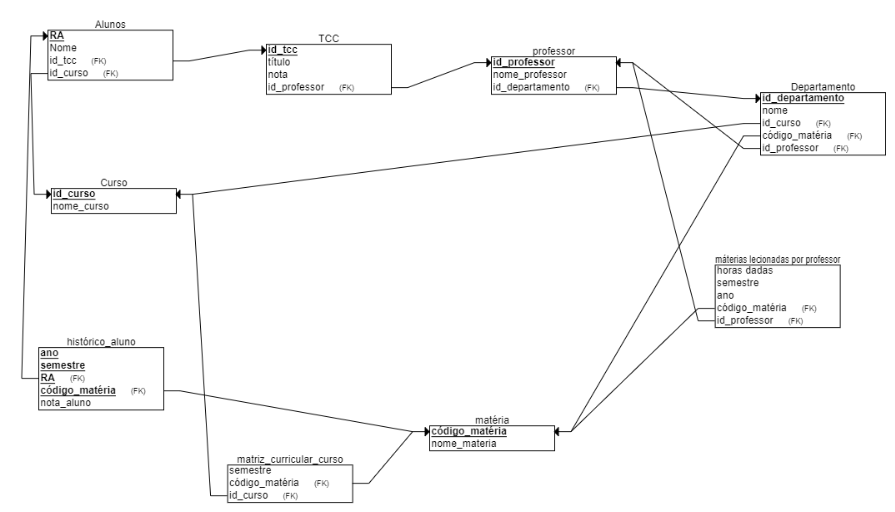 Alunos
RA
Nome
id_tcc (FK)
id_curso (FK)
TCC
id_tcc
título
nota
id_professor (FK)
professor
id_professor
nome_professor
id_departamento (FK)
Departamento
id_departamento
nome
id_curso (FK)
código_matéria (FK)
id_professor (FK)
Curso
id_curso
nome_curso
máterias lecionadas por professor
horas dadas
semestre
ano
código_matéria (FK)
id_professor (FK)
histórico_aluno
ano
semestre
RA (FK)
código_matéria (FK)
nota_aluno
matéria
código_matéria
nome_materia
matriz_curricular_curso
semestre
código_matéria (FK)
id_curso (FK)